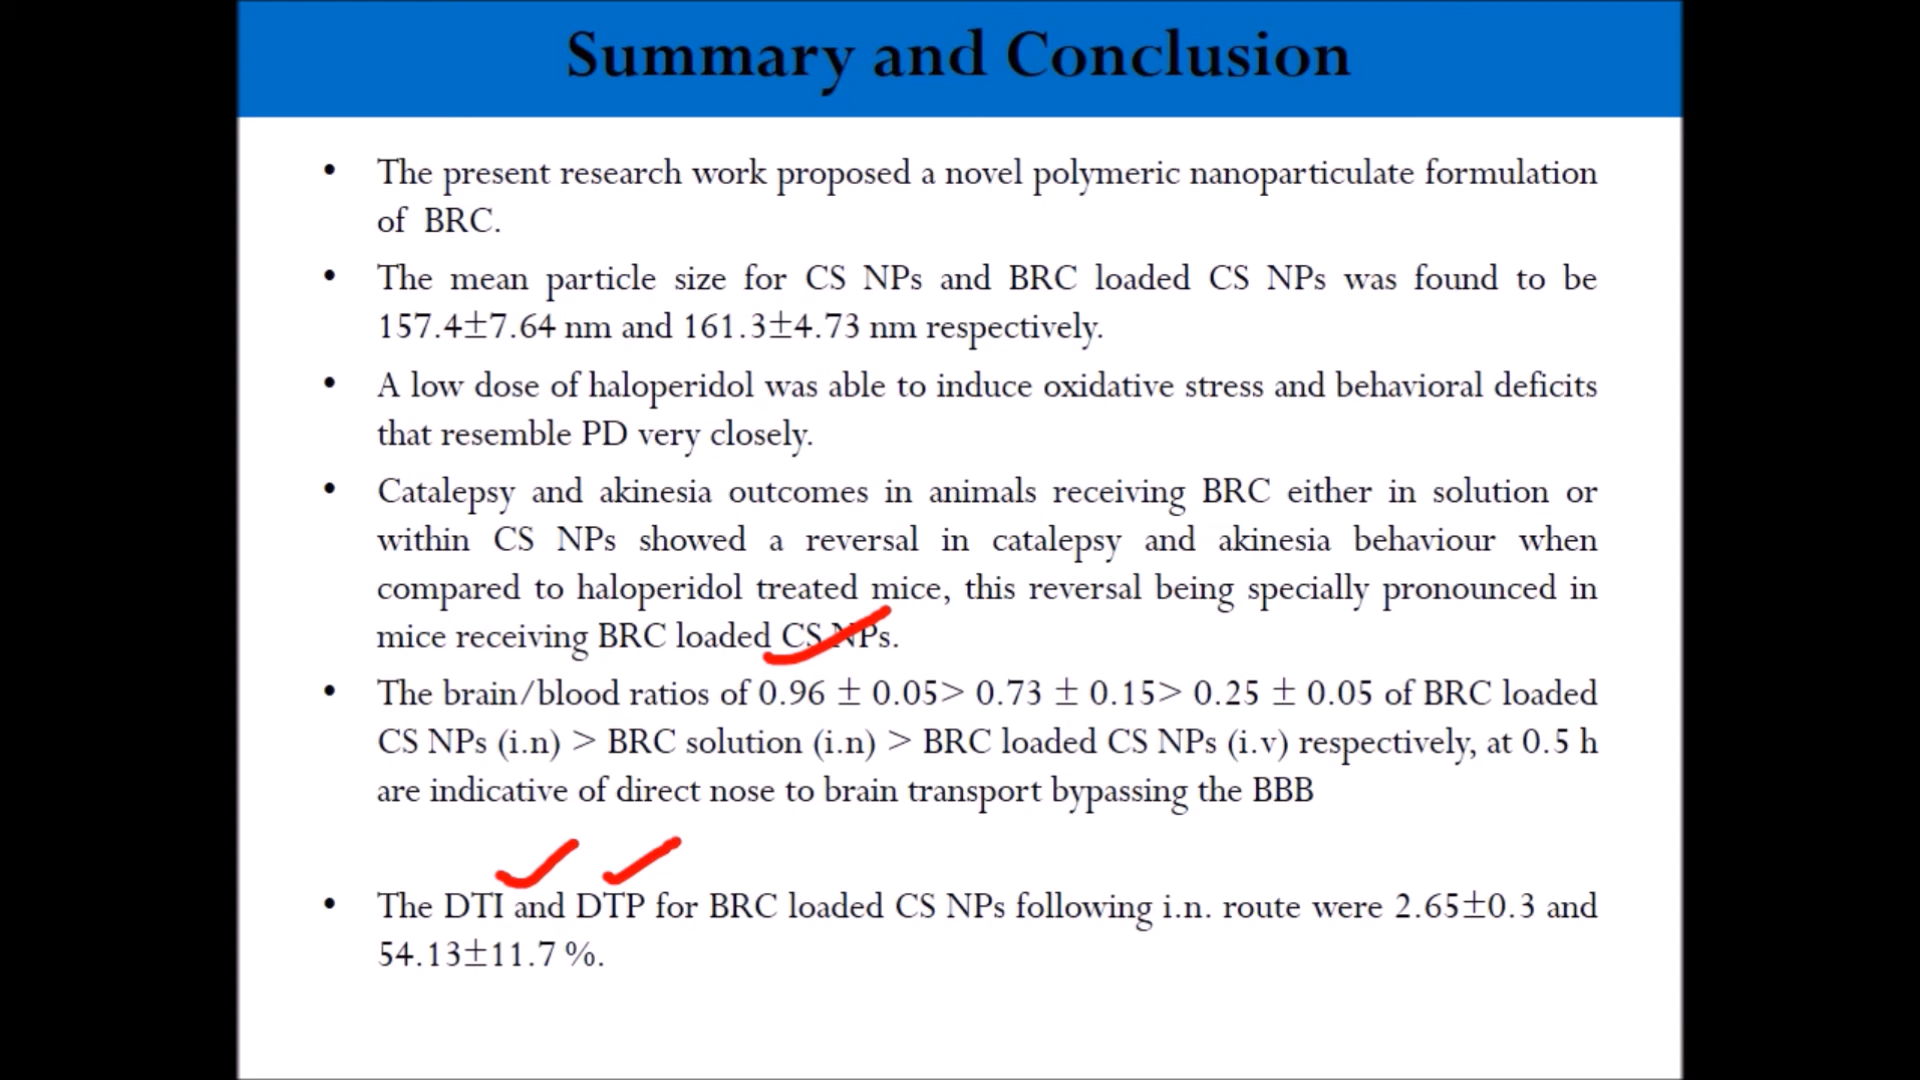 Summary and Conclusion
• The present research work proposed a novel polymeric nanoparticulate formulation
of BRC.
• The mean particle size for CS NPs and BRC loaded CS NPs was found to be
157.4±7.64 nm and 161.3±4.73 nm respectively.
• A low dose of haloperidol was able to induce oxidative stress and behavioral deficits
that resemble PD very closely.
• Catalepsy and akinesia outcomes in animals receiving BRC either in solution or
within CS NPs showed a reversal in catalepsy and akinesia behaviour when
compared to haloperidol treated mice, this reversal being specially pronounced in
mice receiving BRC loaded CS NPs.
• The brain/blood ratios of 0.96 ± 0.05> 0.73 ± 0.15> 0.25 ± 0.05 of BRC loaded
CS NPs (i.n) > BRC solution (i.n) > BRC loaded CS NPs (i.v) respectively, at 0.5 h
are indicative of direct nose to brain transport bypassing the BBB
• The DTI and DTP for BRC loaded CS NPs following i.n. route were 2.65±0.3 and
54.13±11.7 %.